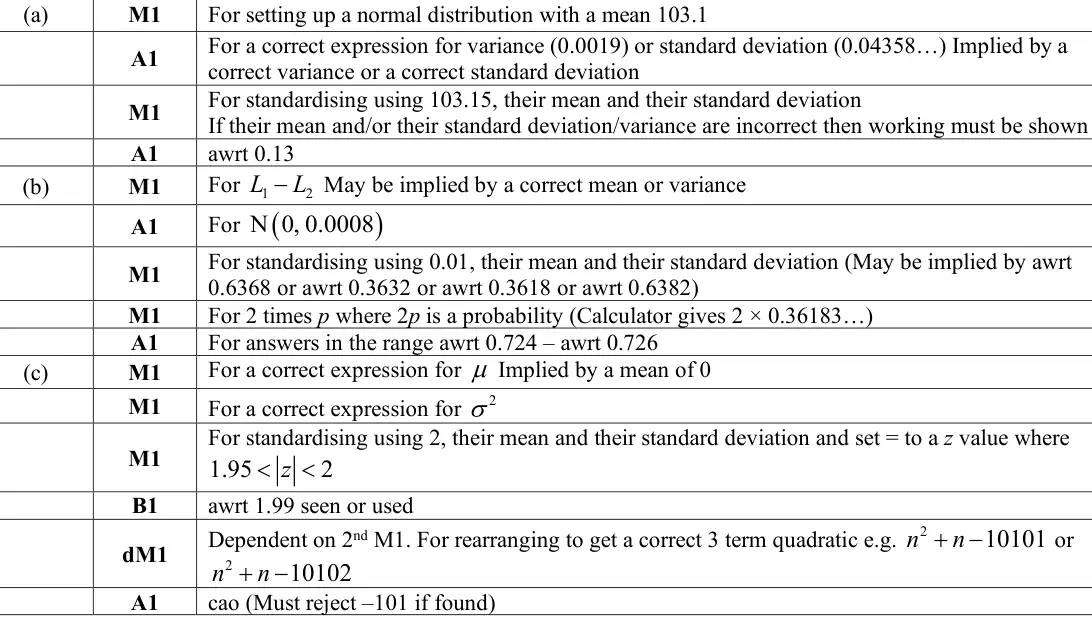 (a) M1 For setting up a normal distribution with a mean 103.1
A1 For a correct expression for variance (0.0019) or standard deviation (0.04358…) Implied by a
correct variance or a correct standard deviation
M1 For standardising using 103.15, their mean and their standard deviation
If their mean and/or their standard deviation/variance are incorrect then working must be shown
A1 awrt 0.13
(b) M1 For L₁ − L₂ May be implied by a correct mean or variance
A1 For N(0, 0.0008)
M1 For standardising using 0.01, their mean and their standard deviation (May be implied by awrt
0.6368 or awrt 0.3632 or awrt 0.3618 or awrt 0.6382)
M1 For 2 times p where 2p is a probability (Calculator gives 2 × 0.36183…)
A1 For answers in the range awrt 0.724 – awrt 0.726
(c) M1 For a correct expression for μ Implied by a mean of 0
M1 For a correct expression for σ²
M1 For standardising using 2, their mean and their standard deviation and set = to a z value where
1.95 < |z| < 2
B1 awrt 1.99 seen or used
dM1 Dependent on 2nd M1. For rearranging to get a correct 3 term quadratic e.g. n² + n − 10101 or
n² + n − 10102
A1 cao (Must reject –101 if found)